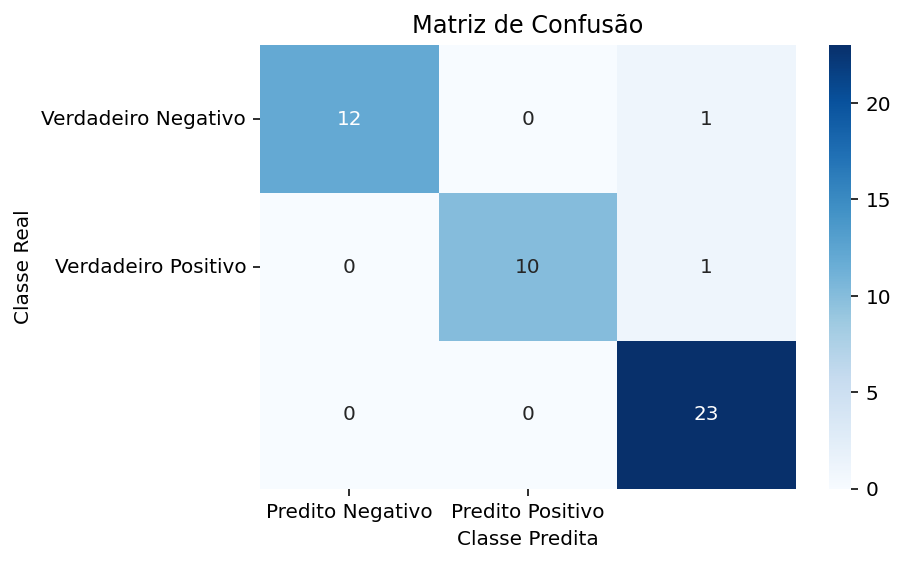 Matriz de Confusão
Verdadeiro Negativo
12 0 1
20
15
Classe Real
Verdadeiro Positivo
0 10 1
10
5
0 0 23
0
Predito Negativo Predito Positivo
Classe Predita